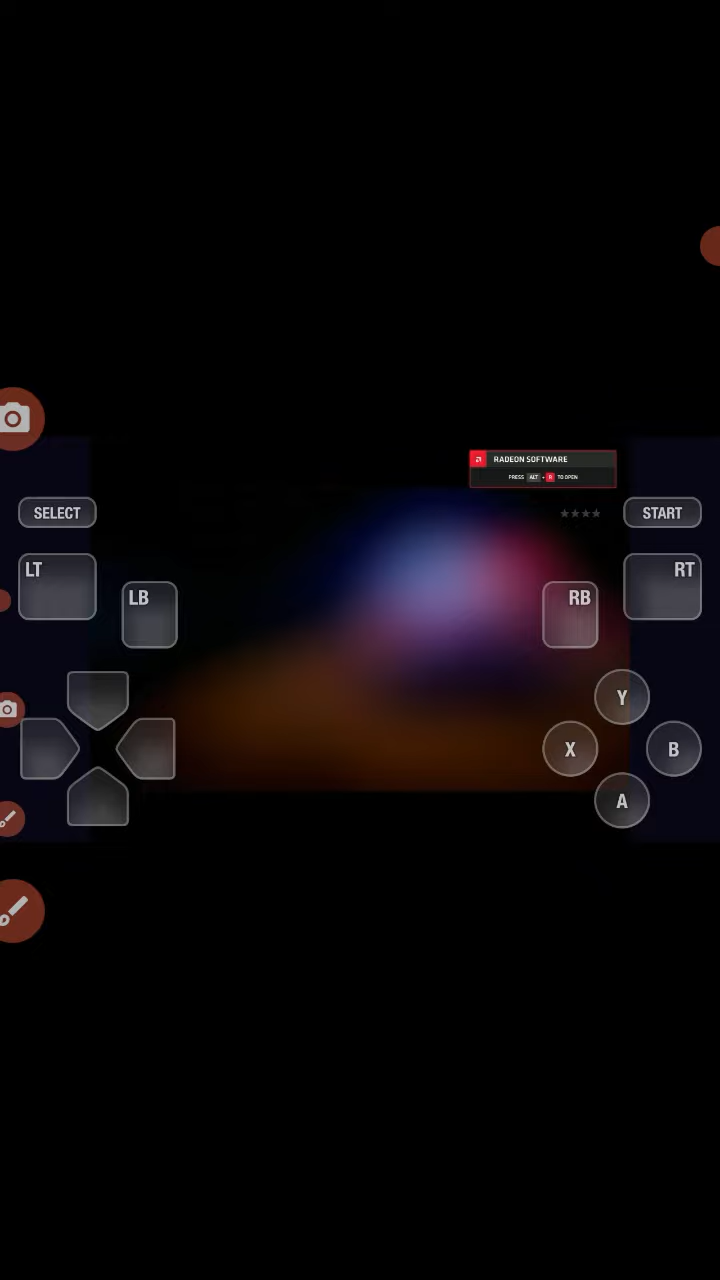 RADEON SOFTWARE
PRESS ALT + R TO OPEN
SELECT
START
LT
RT
LB
RB
Y
X
B
A